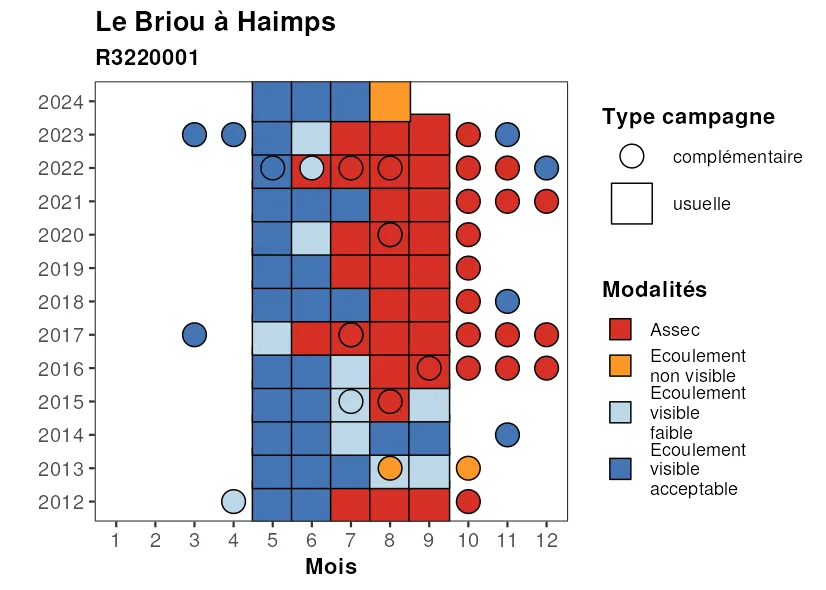 Le Briou à Haimps
R3220001
2024
2023
2022
2021
2020
2019
2018
2017
2016
2015
2014
2013
2012
1 2 3 4 5 6 7 8 9 10 11 12
Mois
Type campagne
complémentaire
usuelle
Modalités
Assec
Ecoulement
non visible
Ecoulement
visible
faible
Ecoulement
visible
acceptable